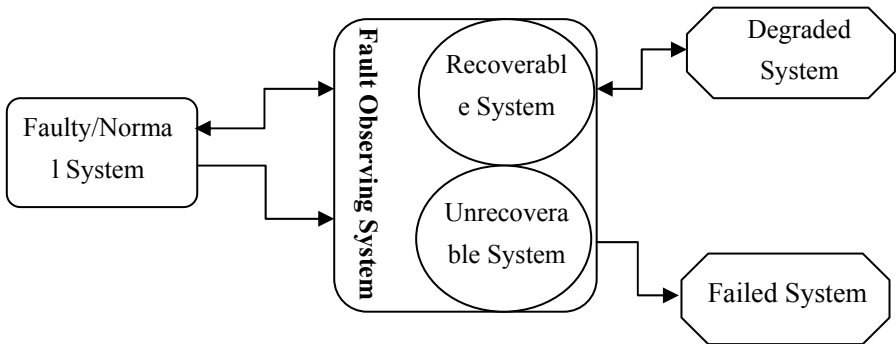 Faulty/Norma
l System
Fault Observing System
Recoverabl
e System
Unrecovera
ble System
Degraded
System
Failed System